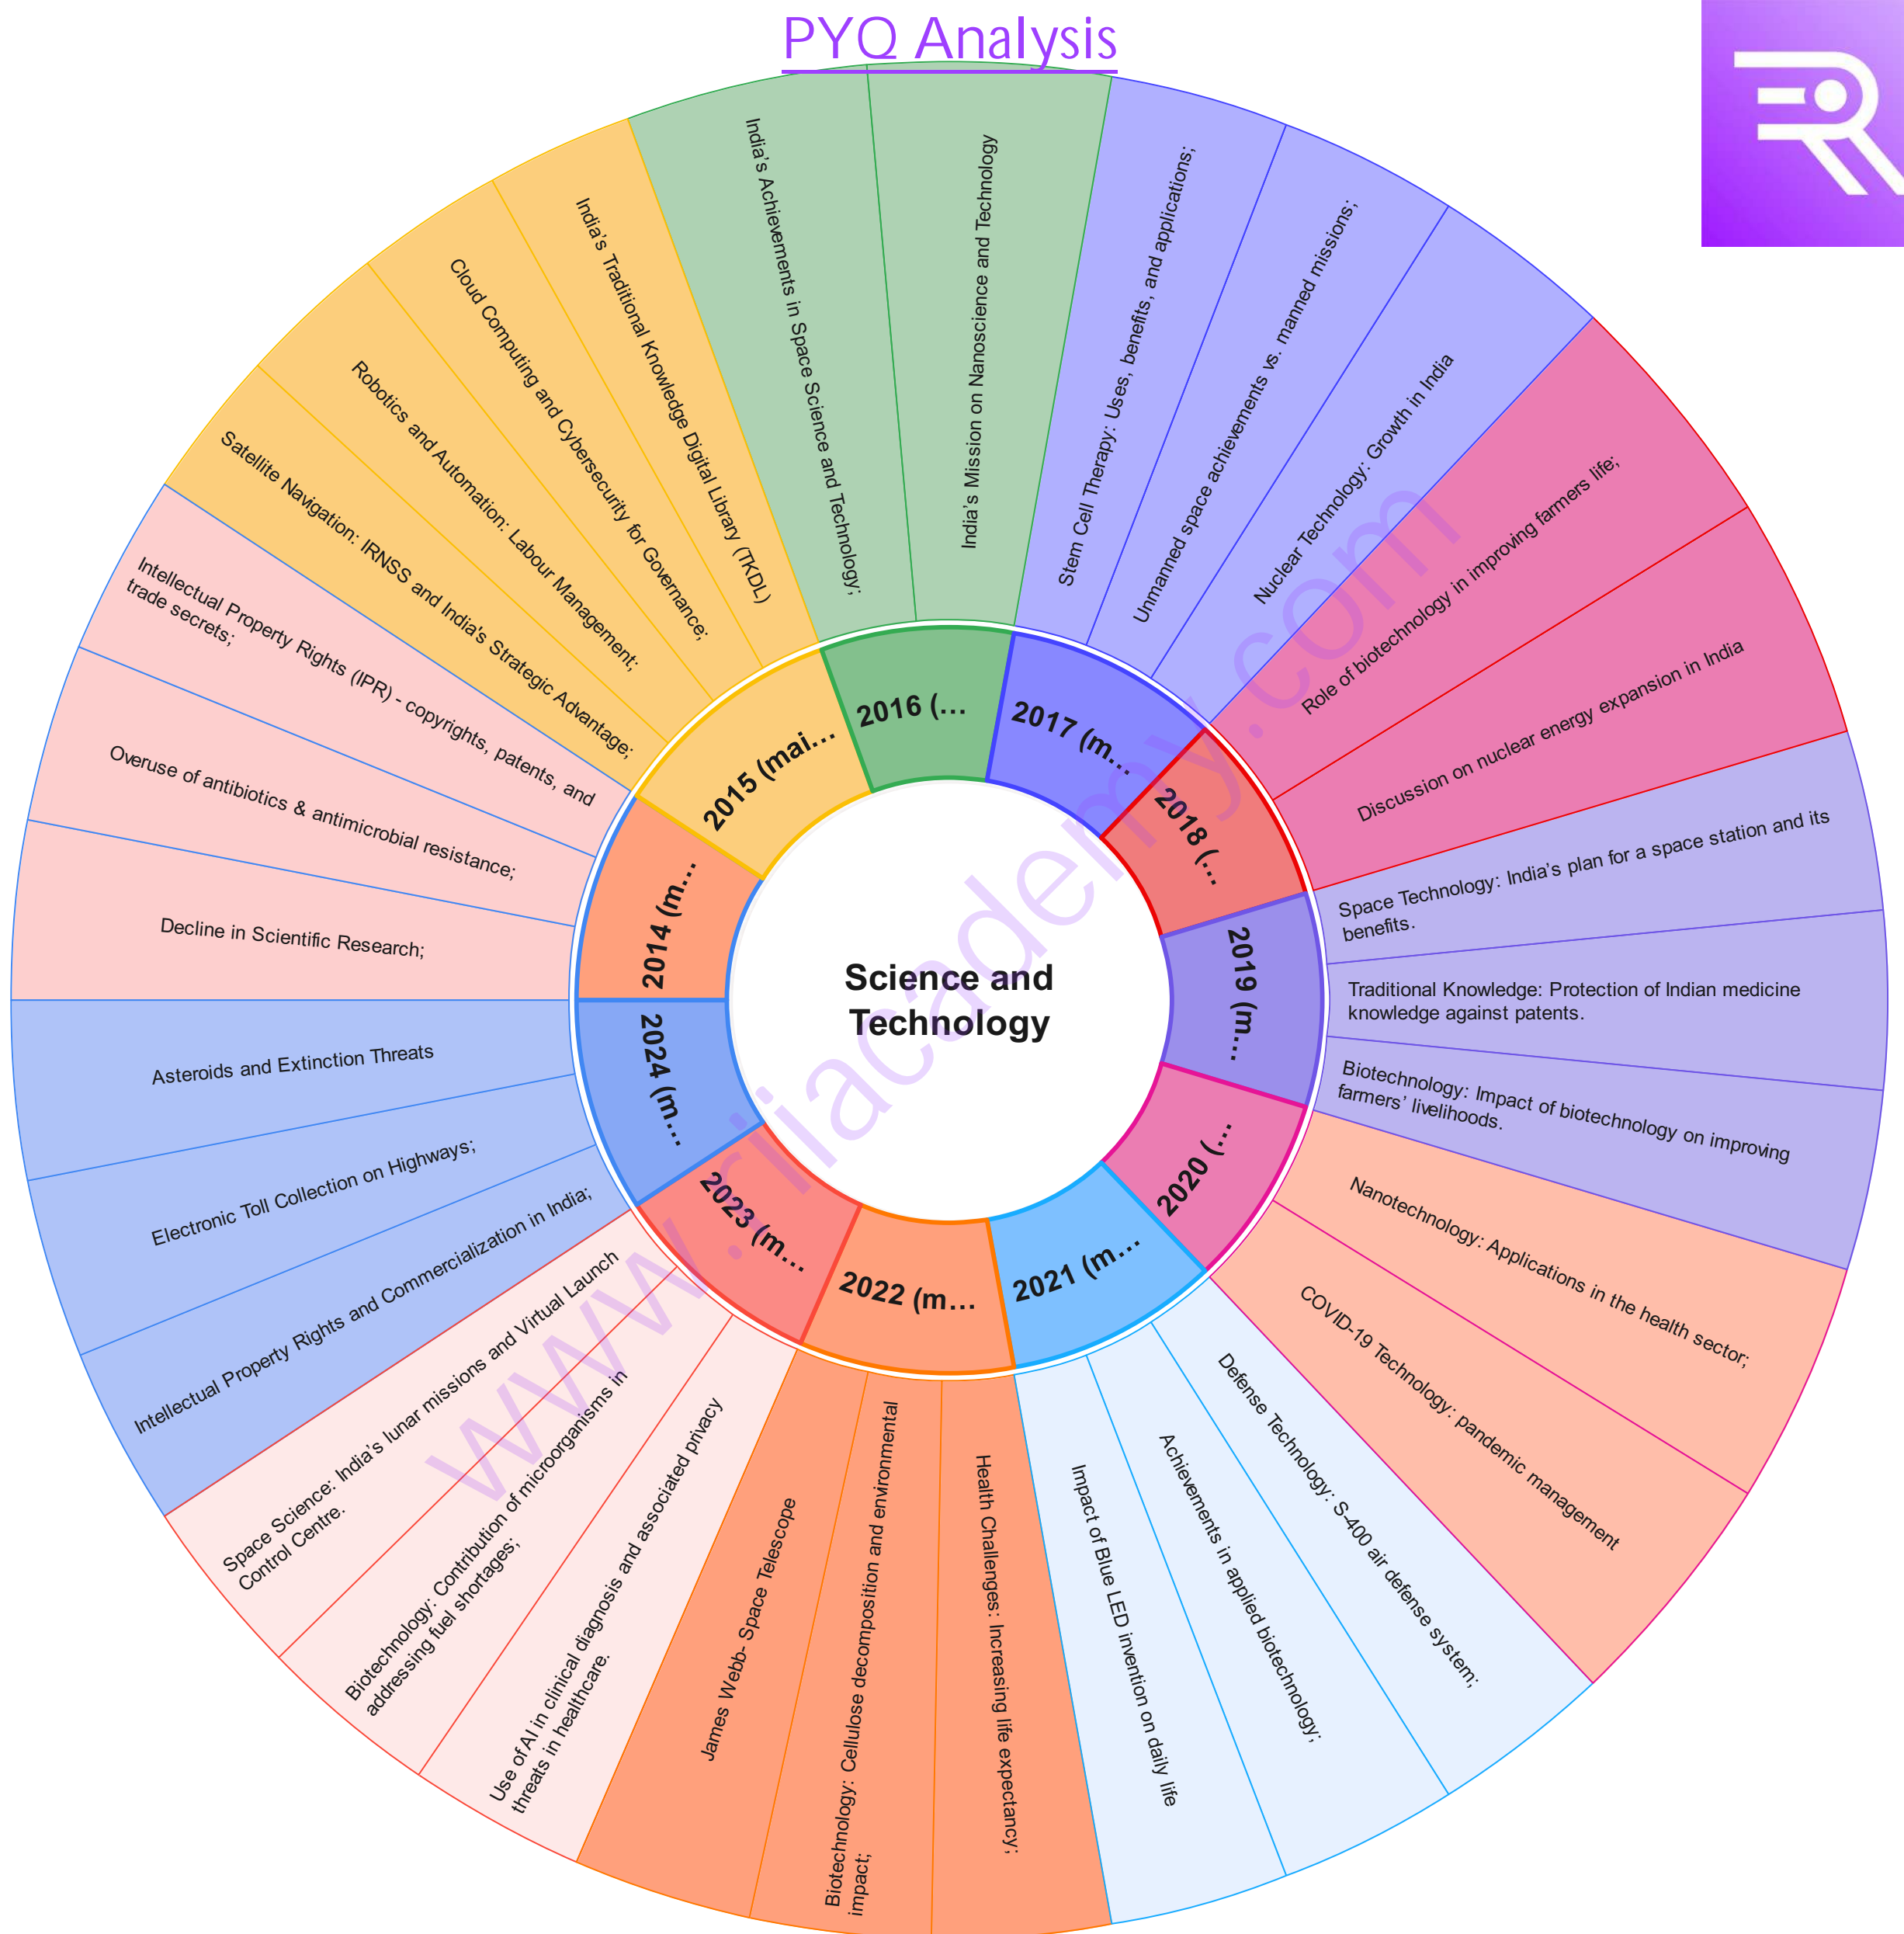 PYQ Analysis
Science and
Technology
2014 (m...
Intellectual Property Rights (IPR) - copyrights, patents, and
trade secrets;
Overuse of antibiotics & antimicrobial resistance;
Decline in Scientific Research;
2015 (mai...
Satellite Navigation: IRNSS and India's Strategic Advantage;
Robotics and Automation: Labour Management;
Cloud Computing and Cybersecurity for Governance;
India's Traditional Knowledge Digital Library (TKDL)
2016 (...
India's Achievements in Space Science and Technology;
India's Mission on Nanoscience and Technology
2017 (m...
Stem Cell Therapy: Uses, benefits, and applications;
Unmanned space achievements vs. manned missions;
Nuclear Technology: Growth in India
2018 (...
Role of biotechnology in improving farmers life;
Discussion on nuclear energy expansion in India
2019 (m...
Space Technology: India's plan for a space station and its
benefits.
Traditional Knowledge: Protection of Indian medicine
knowledge against patents.
Biotechnology: Impact of biotechnology on improving
farmers' livelihoods.
2020 (...
Nanotechnology: Applications in the health sector;
COVID-19 Technology: pandemic management
2021 (m...
Defense Technology: S-400 air defense system;
Achievements in applied biotechnology;
Impact of Blue LED invention on daily life
2022 (m...
Health Challenges: Increasing life expectancy;
Biotechnology: Cellulose decomposition and environmental
impact;
James Webb- Space Telescope
2023 (m...
Use of AI in clinical diagnosis and associated privacy
threats in healthcare.
Biotechnology: Contribution of microorganisms in
addressing fuel shortages;
Space Science: India's lunar missions and Virtual Launch
Control Centre.
2024 (m...
Intellectual Property Rights and Commercialization in India;
Electronic Toll Collection on Highways;
Asteroids and Extinction Threats